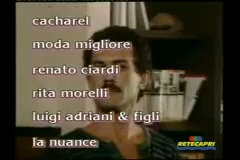 cacharel
moda migliore
renato ciardi
rita morelli
luigi adriani & figli
la nuance
RETECAPRI